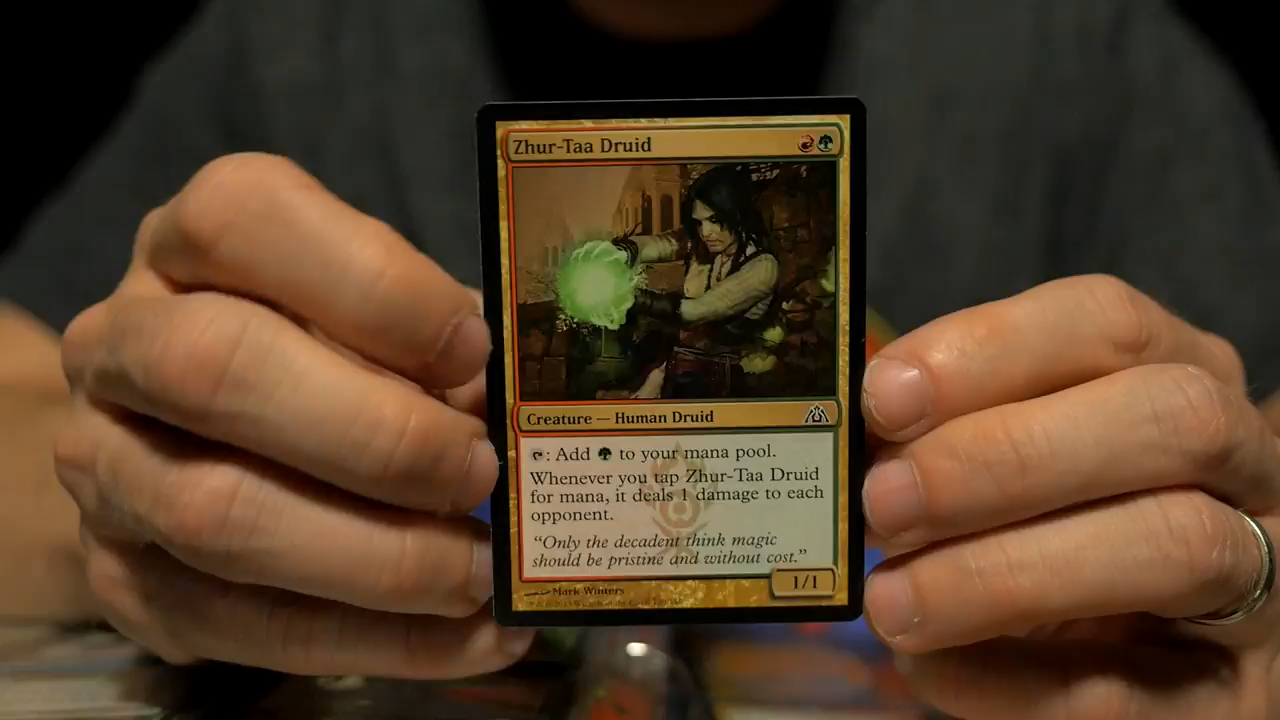 Zhur-Taa Druid
Creature — Human Druid
: Add to your mana pool.
Whenever you tap Zhur-Taa Druid
for mana, it deals 1 damage to each
opponent.
“Only the decadent think magic
should be pristine and without cost.”
1/1
Mark Winters